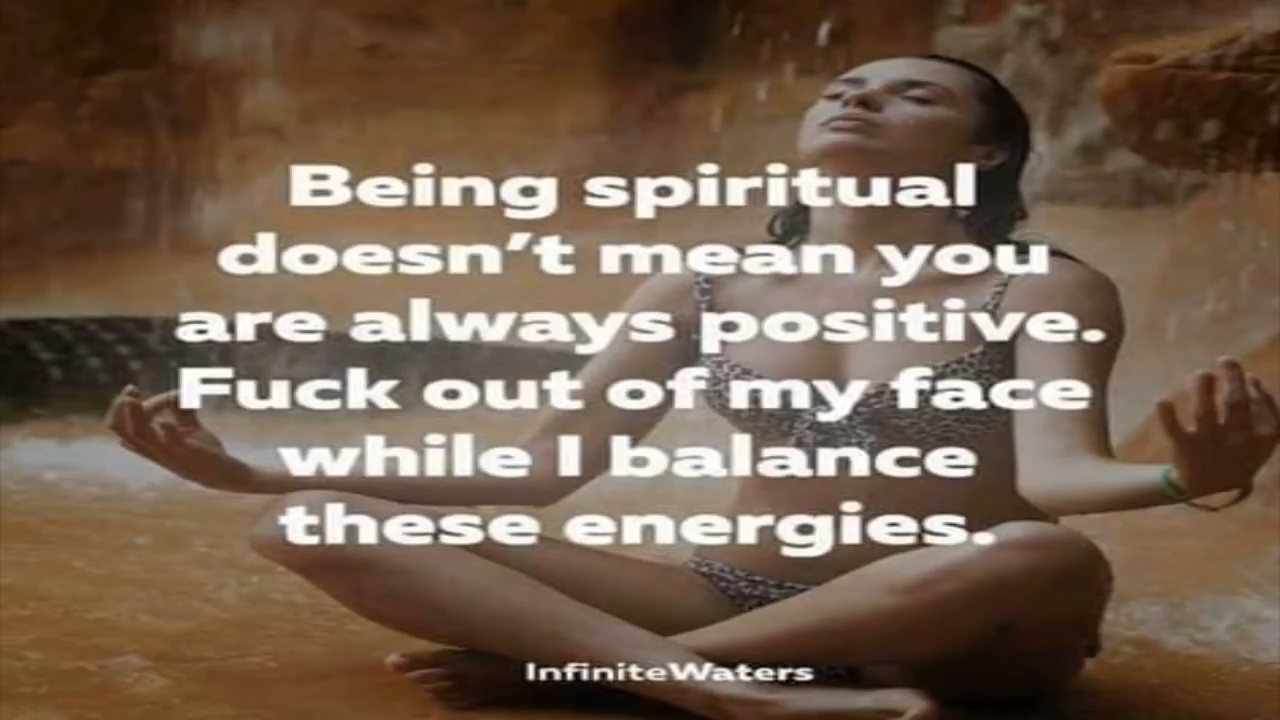 Being spiritual
doesn’t mean you
are always positive.
Fuck out of my face
while I balance
these energies.
InfiniteWaters